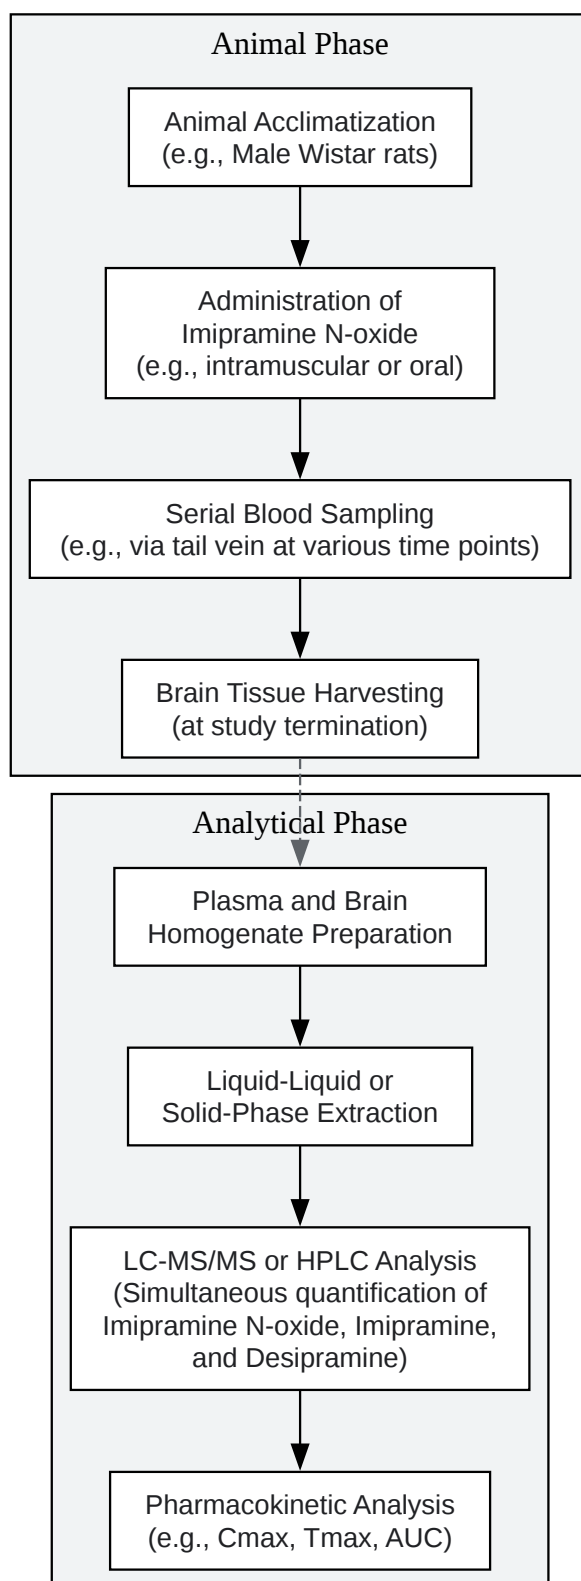 Animal Phase
Animal Acclimatization
(e.g., Male Wistar rats)
Administration of
Imipramine N-oxide
(e.g., intramuscular or oral)
Serial Blood Sampling
(e.g., via tail vein at various time points)
Brain Tissue Harvesting
(at study termination)
Analytical Phase
Plasma and Brain
Homogenate Preparation
Liquid-Liquid or
Solid-Phase Extraction
LC-MS/MS or HPLC Analysis
(Simultaneous quantification of
Imipramine N-oxide, Imipramine,
and Desipramine)
Pharmacokinetic Analysis
(e.g., Cmax, Tmax, AUC)